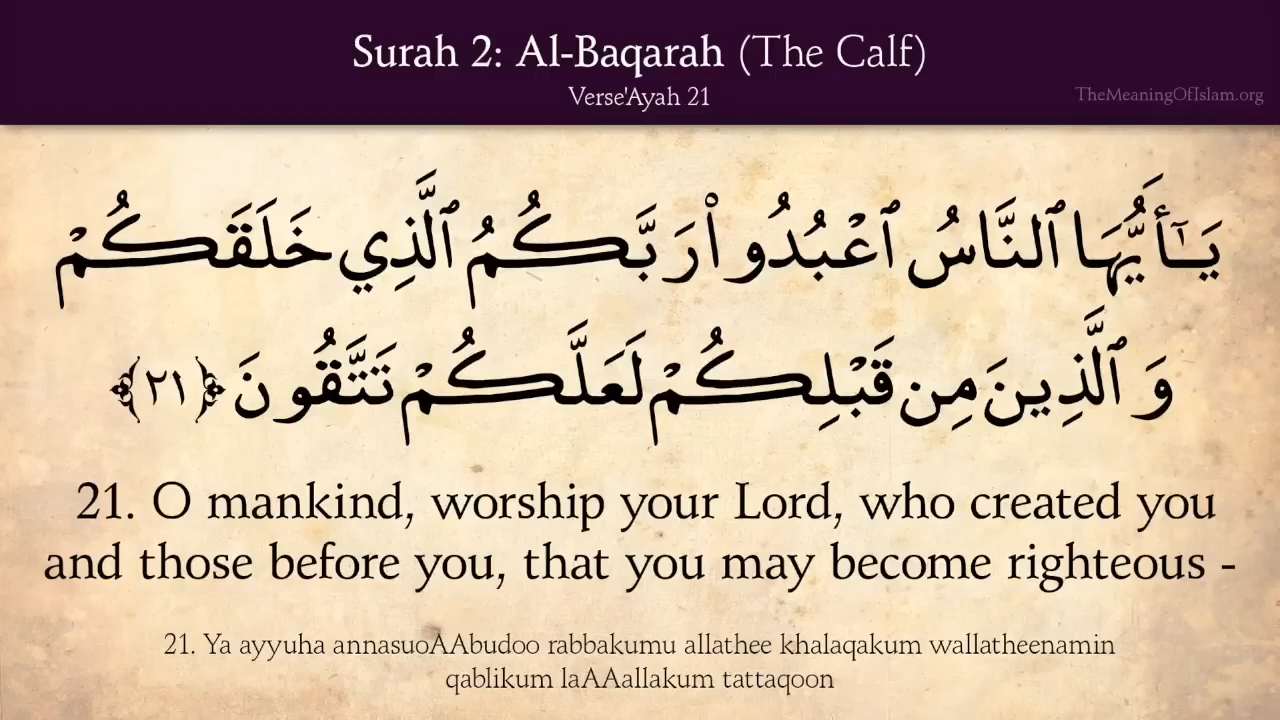 Surah 2: Al-Baqarah (The Calf)
Verse'Ayah 21
TheMeaningOfIslam.org
يَـٰٓأَيُّهَا ٱلنَّاسُ ٱعْبُدُوا۟ رَبَّكُمُ ٱلَّذِي خَلَقَكُمْ
وَٱلَّذِينَ مِن قَبْلِكُمْ لَعَلَّكُمْ تَتَّقُونَ ﴿٢١﴾
21. O mankind, worship your Lord, who created you
and those before you, that you may become righteous -
21. Ya ayyuha annasuoAAbudoo rabbakumu allathee khalaqakum wallatheenamin
qablikum laAAallakum tattaqoon